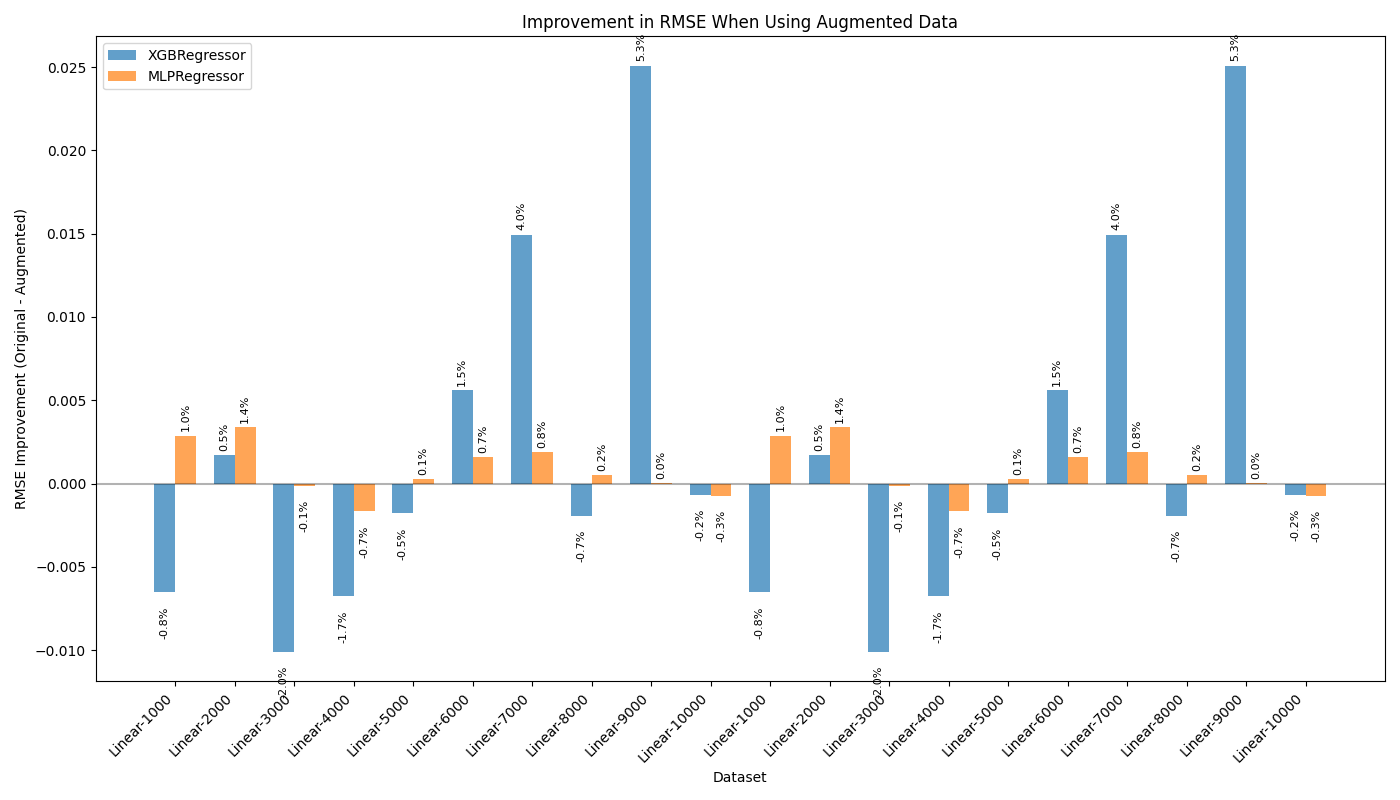 Improvement in RMSE When Using Augmented Data
XGBRegressor
MLPRegressor
RMSE Improvement (Original - Augmented)
0.025
0.020
0.015
0.010
0.005
0.000
−0.005
−0.010
-0.8%
1.0%
0.5%
1.4%
-2.0%
-0.1%
-1.7%
-0.7%
-0.5%
0.1%
1.5%
0.7%
4.0%
0.8%
-0.7%
0.2%
5.3%
0.0%
-0.2%
-0.3%
-0.8%
1.0%
0.5%
1.4%
-2.0%
-0.1%
-1.7%
-0.7%
-0.5%
0.1%
1.5%
0.7%
4.0%
0.8%
-0.7%
0.2%
5.3%
0.0%
-0.2%
-0.3%
Linear-1000
Linear-2000
Linear-3000
Linear-4000
Linear-5000
Linear-6000
Linear-7000
Linear-8000
Linear-9000
Linear-10000
Linear-1000
Linear-2000
Linear-3000
Linear-4000
Linear-5000
Linear-6000
Linear-7000
Linear-8000
Linear-9000
Linear-10000
Dataset